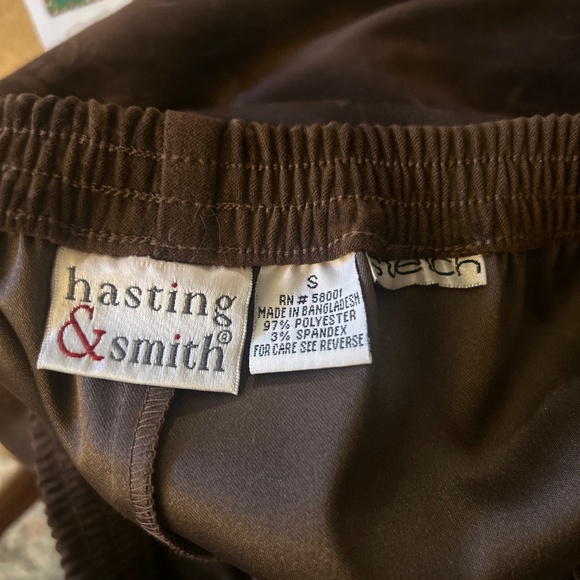 hasting
&smith®
S
RN # 58001
MADE IN BANGLADESH
97% POLYESTER
3% SPANDEX
FOR CARE SEE REVERSE
stretch